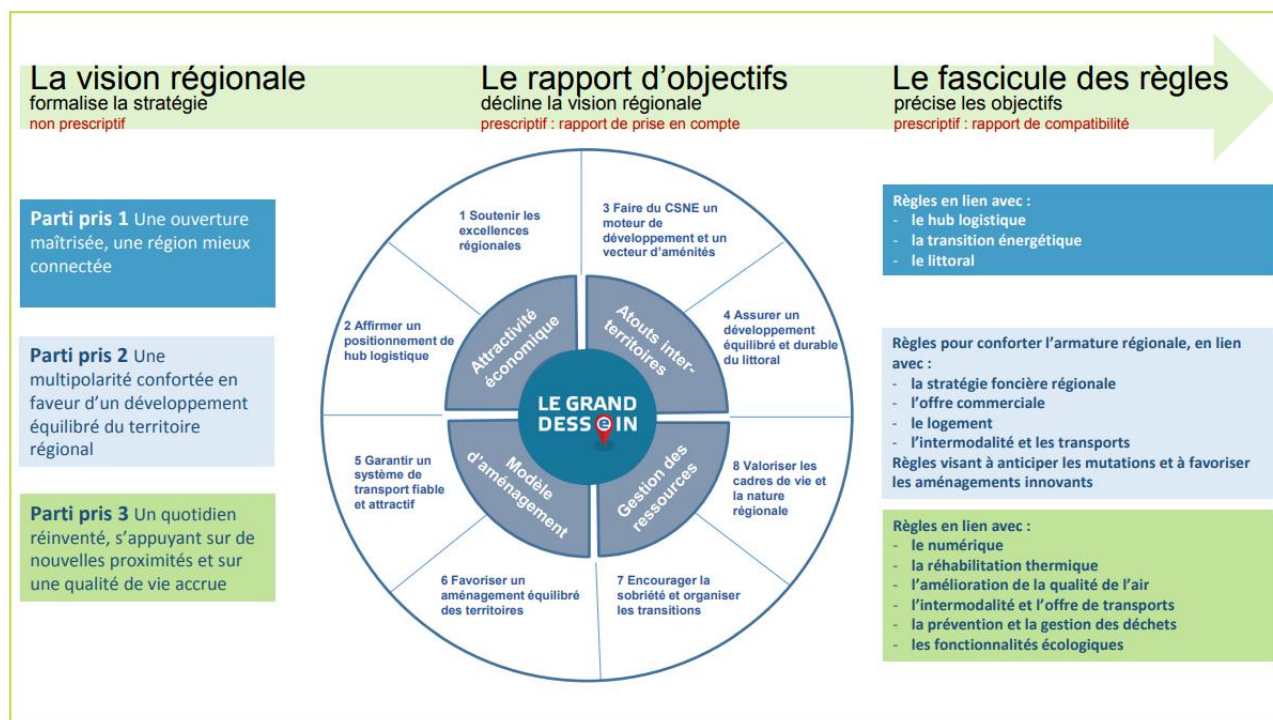 La vision régionale
formalise la stratégie
non prescriptif
Le rapport d’objectifs
décline la vision régionale
prescriptif : rapport de prise en compte
Le fascicule des règles
précise les objectifs
prescriptif : rapport de compatibilité
Parti pris 1 Une ouverture
maîtrisée, une région mieux
connectée
Parti pris 2 Une
multipolarité confortée en
faveur d’un développement
équilibré du territoire
régional
Parti pris 3 Un quotidien
réinventé, s’appuyant sur de
nouvelles proximités et sur
une qualité de vie accrue
1 Soutenir les
excellences
régionales
2 Affirmer un
positionnement de
hub logistique
3 Faire du CSNE un
moteur de
développement et un
vecteur d’aménités
4 Assurer un
développement
équilibré et durable
du littoral
5 Garantir un
système de
transport fiable
et attractif
6 Favoriser un
aménagement équilibré
des territoires
7 Encourager la
sobriété et organiser
les transitions
8 Valoriser les
cadres de vie et
la nature
régionale
Attractivité
économique
Atouts inter-
territoires
Modèle
d’aménagement
Gestion des
ressources
LE GRAND
DESSEIN
Règles en lien avec :
- le hub logistique
- la transition énergétique
- le littoral
Règles pour conforter l’armature régionale, en lien
avec :
- la stratégie foncière régionale
- l’offre commerciale
- le logement
- l’intermodalité et les transports
Règles visant à anticiper les mutations et à favoriser
les aménagements innovants
Règles en lien avec :
- le numérique
- la réhabilitation thermique
- l’amélioration de la qualité de l’air
- l’intermodalité et l’offre de transports
- la prévention et la gestion des déchets
- les fonctionnalités écologiques